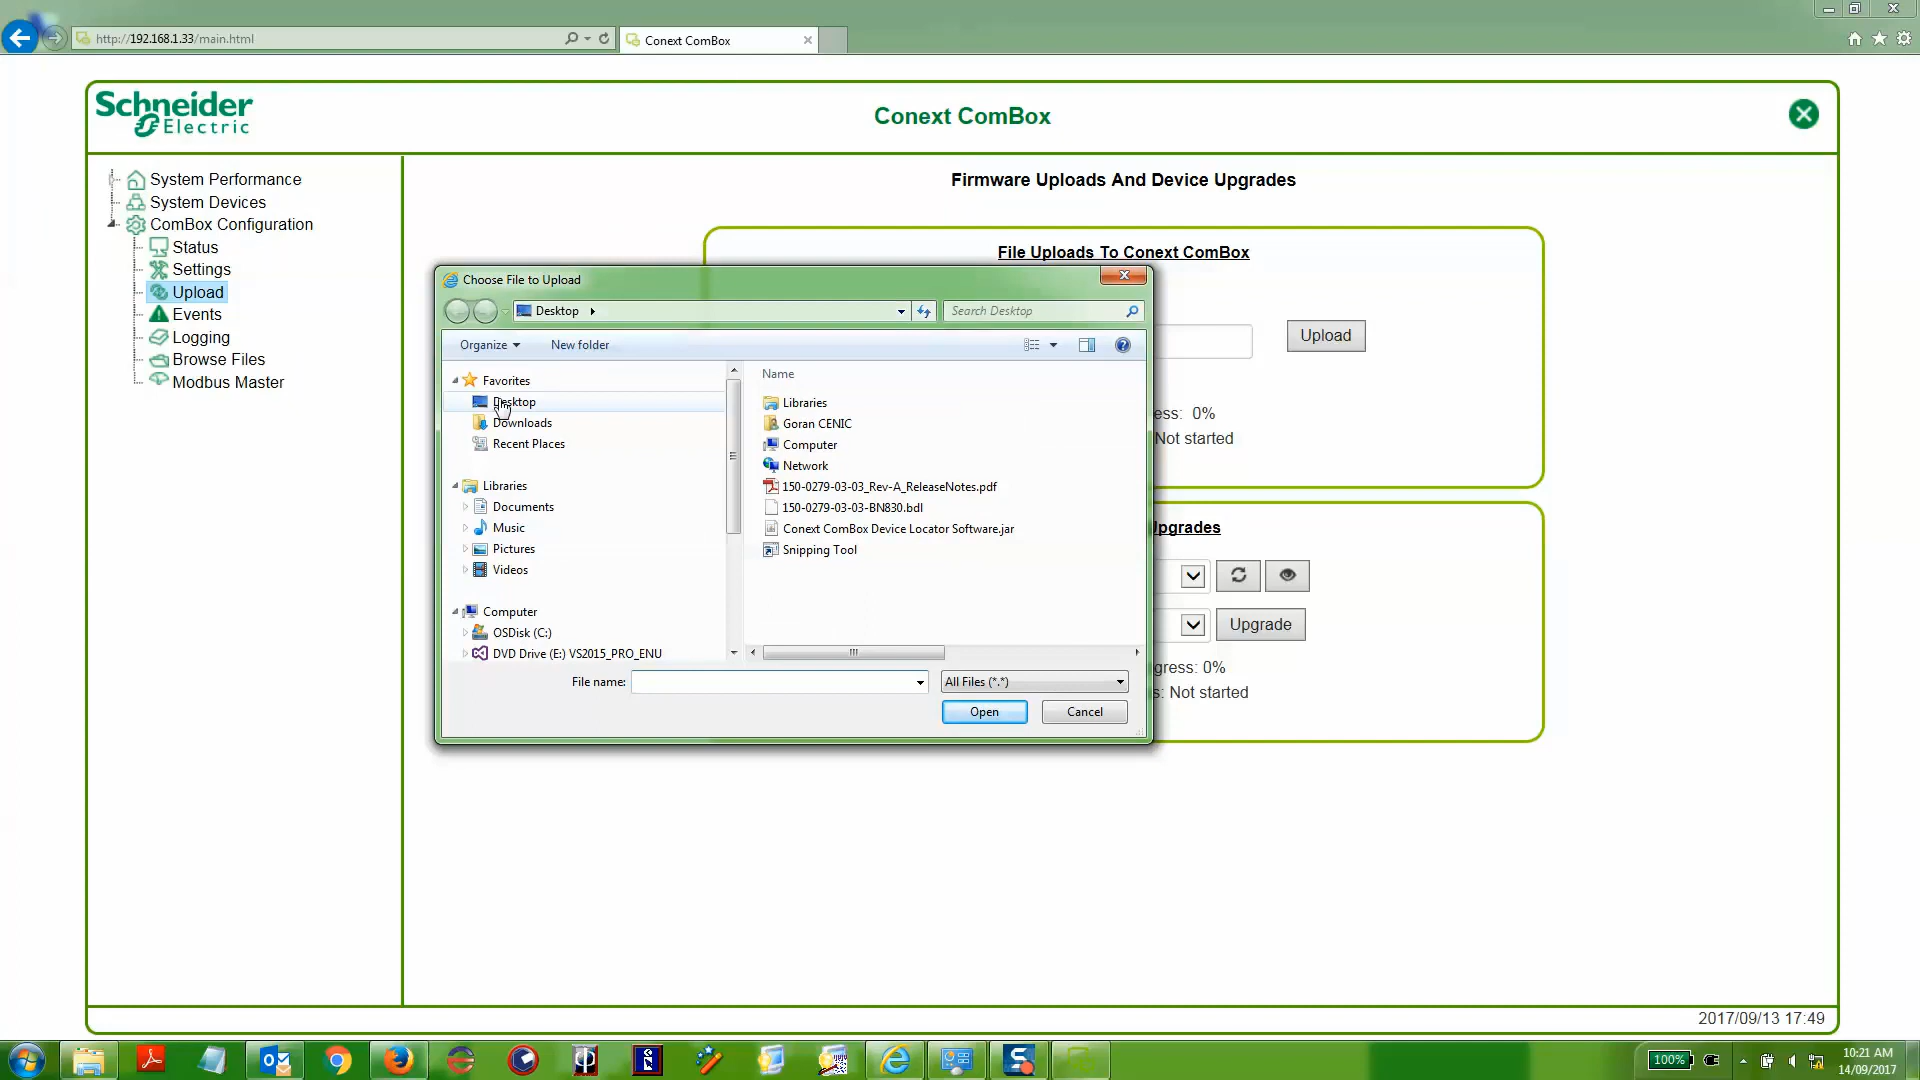 http://192.168.1.33/main.html
Conext ComBox
Schneider
Electric
Conext ComBox
System Performance
System Devices
ComBox Configuration
Status
Settings
Upload
Events
Logging
Browse Files
Modbus Master
Firmware Uploads And Device Upgrades
File Uploads To Conext ComBox
Upload
ess: 0%
Not started
Upgrades
Upgrade
gress: 0%
s: Not started
Choose File to Upload
Desktop
Search Desktop
Organize
New folder
Favorites
Desktop
Downloads
Recent Places
Libraries
Documents
Music
Pictures
Videos
Computer
OSDisk (C:)
DVD Drive (E:) VS2015_PRO_ENU
Name
Libraries
Goran CENIC
Computer
Network
150-0279-03-03_Rev-A_ReleaseNotes.pdf
150-0279-03-03-BN830.bdl
Conext ComBox Device Locator Software.jar
Snipping Tool
File name:
All Files (*.*)
Open
Cancel
2017/09/13 17:49
100%
10:21 AM
14/09/2017